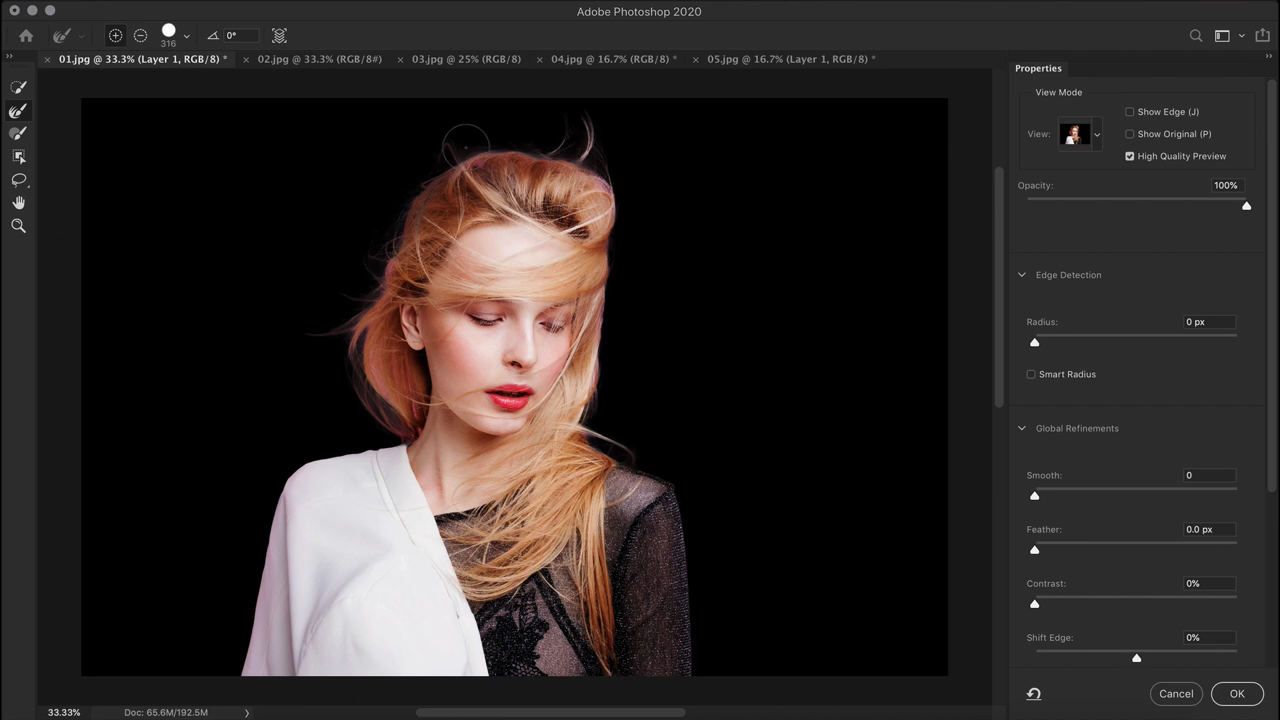 Adobe Photoshop 2020
316
0°
01.jpg @ 33.3% (Layer 1, RGB/8) *
02.jpg @ 33.3% (RGB/8#)
03.jpg @ 25% (RGB/8)
04.jpg @ 16.7% (RGB/8) *
05.jpg @ 16.7% (Layer 1, RGB/8) *
Properties
View Mode
View:
Show Edge (J)
Show Original (P)
High Quality Preview
Opacity: 100%
Edge Detection
Radius: 0 px
Smart Radius
Global Refinements
Smooth: 0
Feather: 0.0 px
Contrast: 0%
Shift Edge: 0%
Cancel OK
33.33% Doc: 65.6M/192.5M